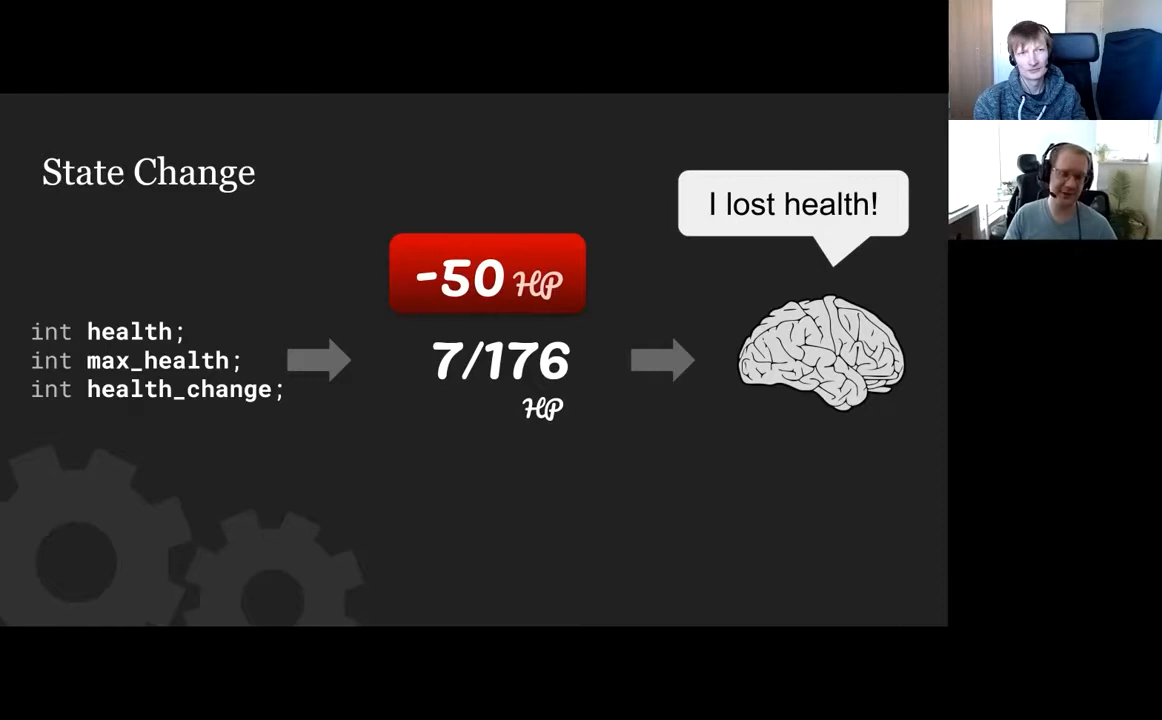 State Change
I lost health!
-50 HP
int health;
int max_health;
int health_change;
7/176
HP